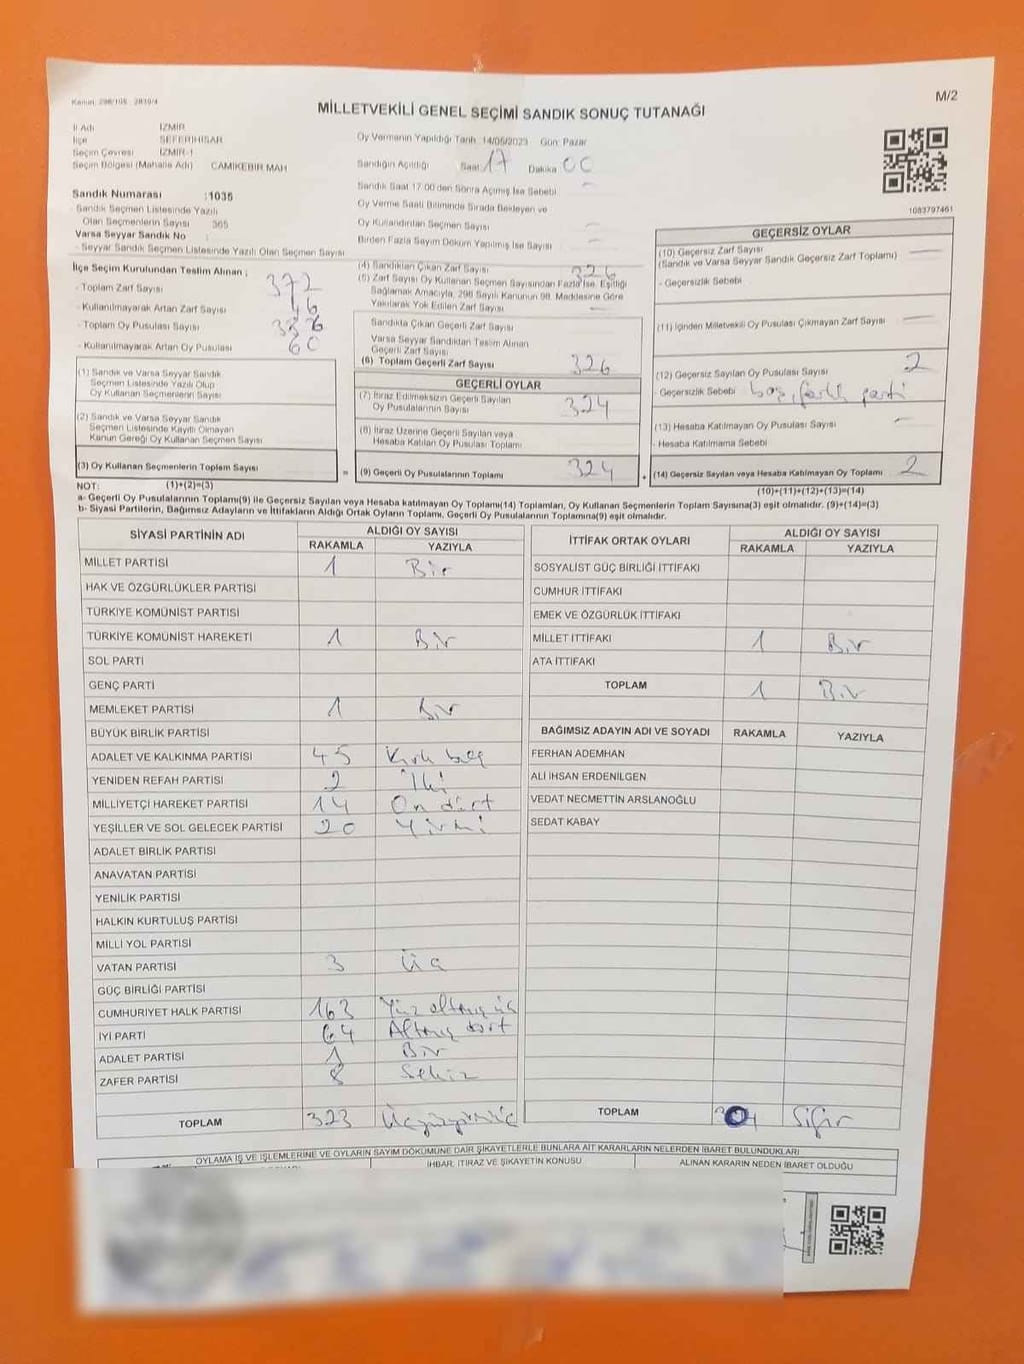 Kanun: 298/105 - 2839/4
MİLLETVEKİLİ GENEL SEÇİMİ SANDIK SONUÇ TUTANAĞI
M/2
İl Adı İZMİR
İlçe SEFERİHİSAR
Seçim Çevresi İZMİR-1
Seçim Bölgesi (Mahalle Adı) CAMİKEBİR MAH
Sandık Numarası :1035
Sandık Seçmen Listesinde Yazılı
Olan Seçmenlerin Sayısı 365
Varsa Seyyar Sandık No :
- Seyyar Sandık Seçmen Listesinde Yazılı Olan Seçmen Sayısı
Oy Vermenin Yapıldığı Tarih 14/05/2023 Gün: Pazar
Sandığın Açıldığı Saat 17 Dakika 00
Sandık Saat 17.00'den Sonra Açılmış İse Sebebi
Oy Verme Saati Bitiminde Sırada Bekleyen ve
Oy Kullandırılan Seçmen Sayısı
Birden Fazla Sayım Döküm Yapılmış İse Sayısı
1083797461
İlçe Seçim Kurulundan Teslim Alınan ;
- Toplam Zarf Sayısı 372
- Kullanılmayarak Artan Zarf Sayısı 46
- Toplam Oy Pusulası Sayısı
- Kullanılmayarak Artan Oy Pusulası 60
(1) Sandık ve Varsa Seyyar Sandık
Seçmen Listesinde Yazılı Olup
Oy Kullanan Seçmenlerin Sayısı
(2) Sandık ve Varsa Seyyar Sandık
Seçmen Listesinde Kayıtlı Olmayan
Kanun Gereği Oy Kullanan Seçmen Sayısı
(3) Oy Kullanan Seçmenlerin Toplam Sayısı
(4) Sandıktan Çıkan Zarf Sayısı 326
(5) Zarf Sayısı Oy Kullanan Seçmen Sayısından Fazla İse, Eşitliği
Sağlamak Amacıyla, 298 Sayılı Kanunun 98. Maddesine Göre
Yakılarak Yok Edilen Zarf Sayısı
Sandıkta Çıkan Geçerli Zarf Sayısı
Varsa Seyyar Sandıktan Teslim Alınan
Geçerli Zarf Sayısı
(6) Toplam Geçerli Zarf Sayısı 326
GEÇERLİ OYLAR
(7) İtiraz Edilmeksizin Geçerli Sayılan
Oy Pusulalarının Sayısı 324
(8) İtiraz Üzerine Geçerli Sayılan veya
Hesaba Katılan Oy Pusulası Toplamı
= (9) Geçerli Oy Pusulalarının Toplamı 324 +
GEÇERSİZ OYLAR
(10) Geçersiz Zarf Sayısı
(Sandık ve Varsa Seyyar Sandık Geçersiz Zarf Toplamı)
- Geçersizlik Sebebi
(11) İçinden Milletvekili Oy Pusulası Çıkmayan Zarf Sayısı
(12) Geçersiz Sayılan Oy Pusulası Sayısı 2
- Geçersizlik Sebebi boş, farklı parti
(13) Hesaba Katılmayan Oy Pusulası Sayısı
- Hesaba Katılmama Sebebi
(14) Geçersiz Sayılan veya Hesaba Katılmayan Oy Toplamı 2
NOT: (1)+(2)=(3) (10)+(11)+(12)+(13)=(14)
a- Geçerli Oy Pusulalarının Toplamı(9) ile Geçersiz Sayılan veya Hesaba katılmayan Oy Toplamı(14) Toplamları, Oy Kullanan Seçmenlerin Toplam Sayısına(3) eşit olmalıdır. (9)+(14)=(3)
b- Siyasi Partilerin, Bağımsız Adayların ve İttifakların Aldığı Oyların Toplamı, Geçerli Oy Pusulalarının Toplamına(9) eşit olmalıdır.
SİYASİ PARTİNİN ADI ALDIĞI OY SAYISI
RAKAMLA YAZIYLA
MİLLET PARTİSİ 1 Bir
HAK VE ÖZGÜRLÜKLER PARTİSİ
TÜRKİYE KOMÜNİST PARTİSİ
TÜRKİYE KOMÜNİST HAREKETİ 1 Bir
SOL PARTİ
GENÇ PARTİ
MEMLEKET PARTİSİ 1 Bir
BÜYÜK BİRLİK PARTİSİ
ADALET VE KALKINMA PARTİSİ 45 Kırk beş
YENİDEN REFAH PARTİSİ 2 İki
MİLLİYETÇİ HAREKET PARTİSİ 14 On dört
YEŞİLLER VE SOL GELECEK PARTİSİ 20 Yirmi
ADALET BİRLİK PARTİSİ
ANAVATAN PARTİSİ
YENİLİK PARTİSİ
HALKIN KURTULUŞ PARTİSİ
MİLLİ YOL PARTİSİ
VATAN PARTİSİ 3 Üç
GÜÇ BİRLİĞİ PARTİSİ
CUMHURİYET HALK PARTİSİ 163 Yüz altmış üç
İYİ PARTİ 64 Altmış dört
ADALET PARTİSİ 1 Bir
ZAFER PARTİSİ 8 Sekiz
TOPLAM 323 Üçyüzyirmiüç
İTTİFAK ORTAK OYLARI ALDIĞI OY SAYISI
RAKAMLA YAZIYLA
SOSYALİST GÜÇ BİRLİĞİ İTTİFAKI
CUMHUR İTTİFAKI
EMEK VE ÖZGÜRLÜK İTTİFAKI
MİLLET İTTİFAKI 1 Bir
ATA İTTİFAKI
TOPLAM 1 Bir
BAĞIMSIZ ADAYIN ADI VE SOYADI RAKAMLA YAZIYLA
FERHAN ADEMHAN
ALİ İHSAN ERDENİLGEN
VEDAT NECMETTİN ARSLANOĞLU
SEDAT KABAY
TOPLAM 0 Sıfır
OYLAMA İŞ VE İŞLEMLERİNE VE OYLARIN SAYIM DÖKÜMÜNE DAİR ŞİKAYETLERLE BUNLARA AİT KARARLARIN NELERDEN İBARET BULUNDUKLARI
İHBAR, İTİRAZ VE ŞİKAYETİN KONUSU ALINAN KARARIN NEDEN İBARET OLDUĞU